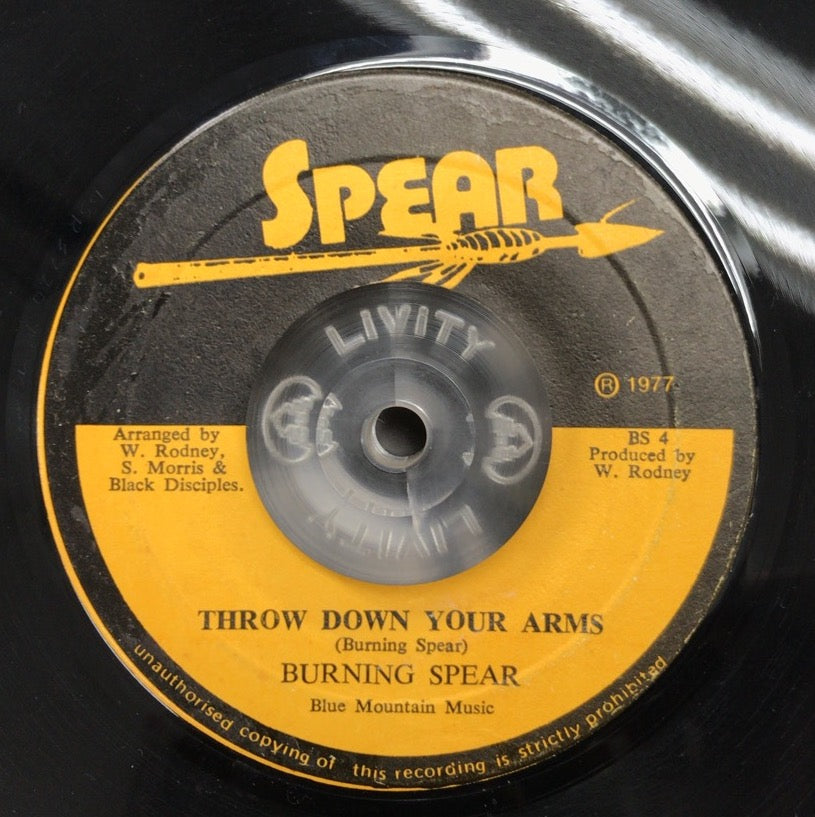 SPEAR
LIVITY
Ⓡ 1977
Arranged by
W. Rodney,
S. Morris &
Black Disciples.
BS 4
Produced by
W. Rodney
LIVITY
THROW DOWN YOUR ARMS
(Burning Spear)
BURNING SPEAR
Blue Mountain Music
unauthorised copying of this recording is strictly prohibited